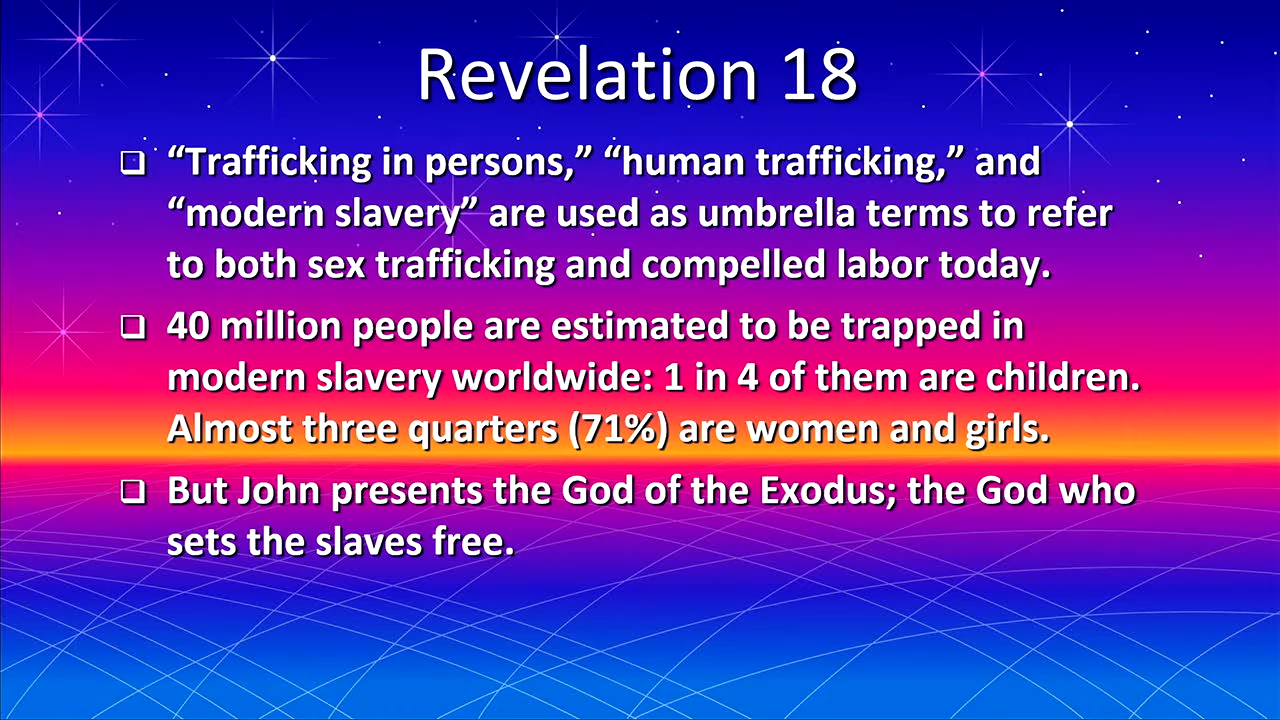 Revelation 18
❑ “Trafficking in persons,” “human trafficking,” and
“modern slavery” are used as umbrella terms to refer
to both sex trafficking and compelled labor today.
❑ 40 million people are estimated to be trapped in
modern slavery worldwide: 1 in 4 of them are children.
Almost three quarters (71%) are women and girls.
❑ But John presents the God of the Exodus; the God who
sets the slaves free.